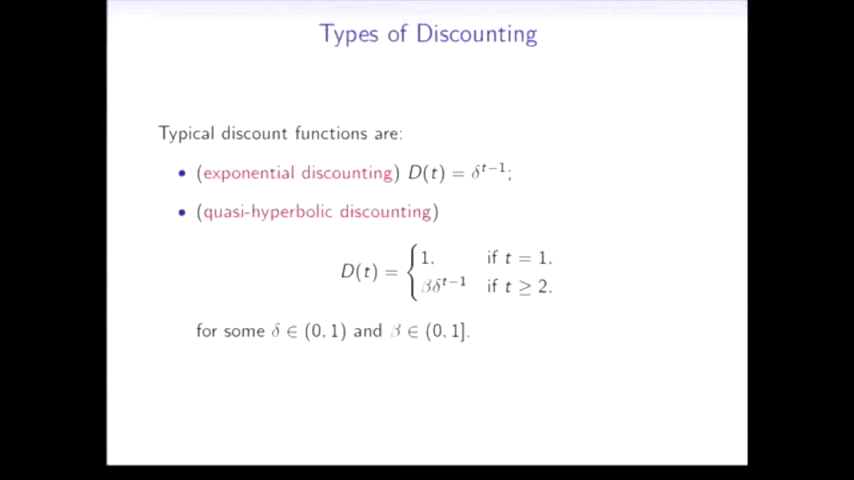 Types of Discounting
Typical discount functions are:
• (exponential discounting) D(t) = δ^{t−1};
• (quasi-hyperbolic discounting)
D(t) = { 1. if t = 1.
βδ^{t−1} if t ≥ 2.
for some δ ∈ (0, 1) and β ∈ (0, 1].